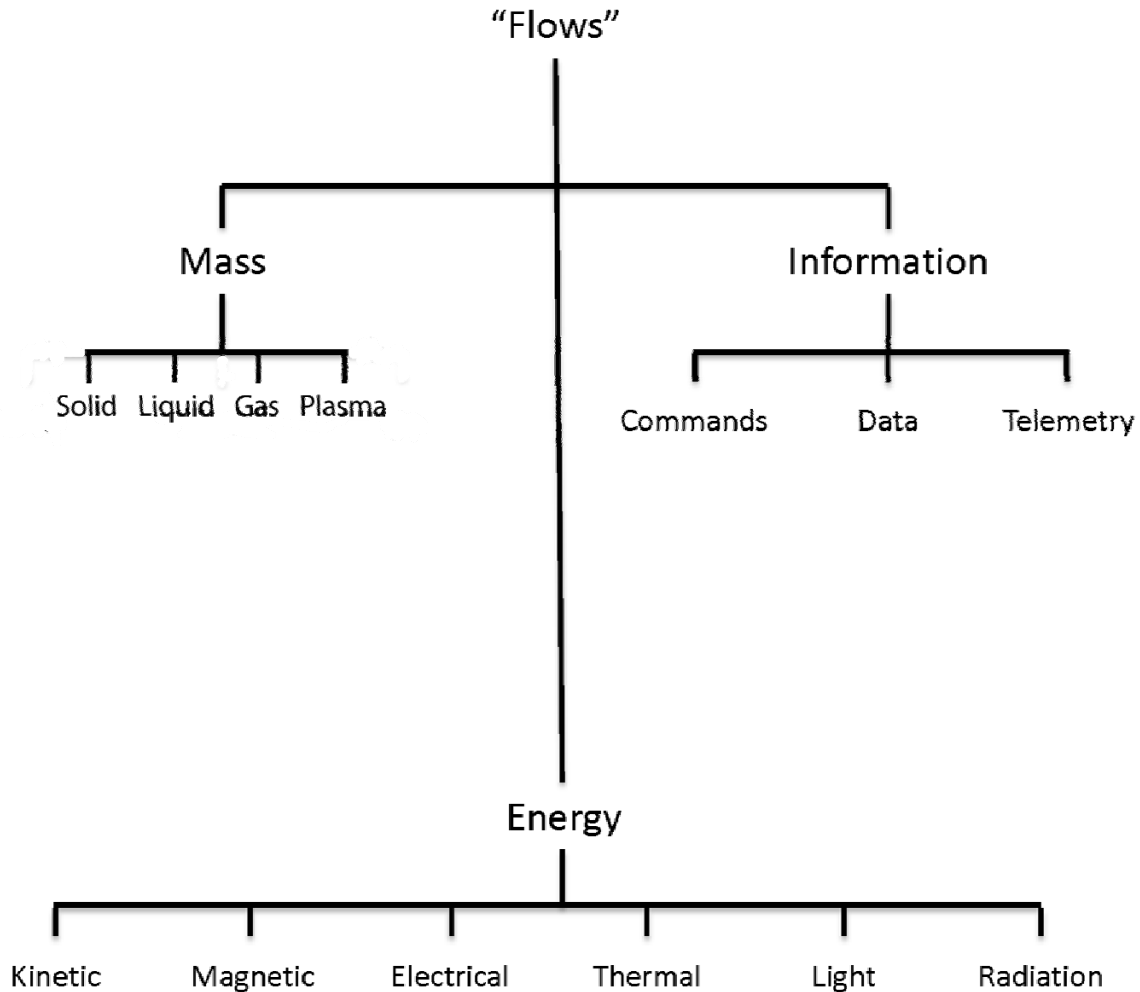 “Flows”
Mass
Information
Solid Liquid Gas Plasma
Commands Data Telemetry
Energy
Kinetic Magnetic Electrical Thermal Light Radiation